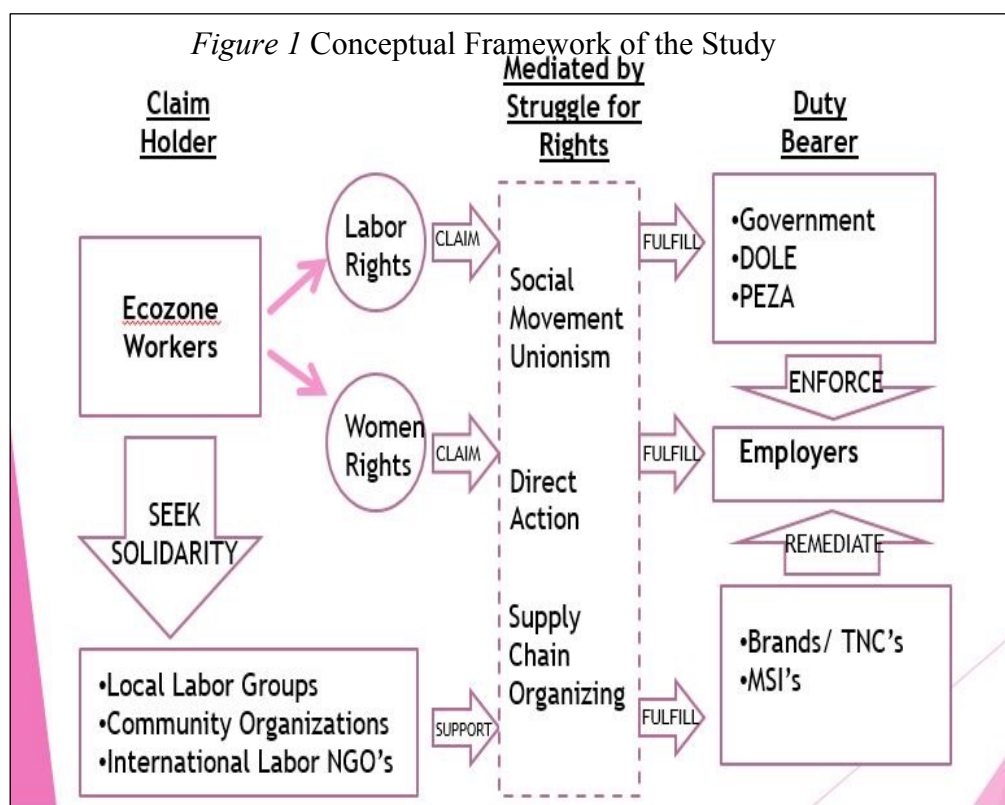 Figure 1 Conceptual Framework of the Study
Claim
Holder
Mediated by
Struggle for
Rights
Duty
Bearer
Ecozone
Workers
Labor
Rights
Women
Rights
CLAIM
CLAIM
Social
Movement
Unionism
Direct
Action
Supply
Chain
Organizing
FULFILL
FULFILL
FULFILL
•Government
•DOLE
•PEZA
ENFORCE
Employers
REMEDIATE
•Brands/ TNC’s
•MSI’s
SEEK
SOLIDARITY
•Local Labor Groups
•Community Organizations
•International Labor NGO’s
SUPPORT